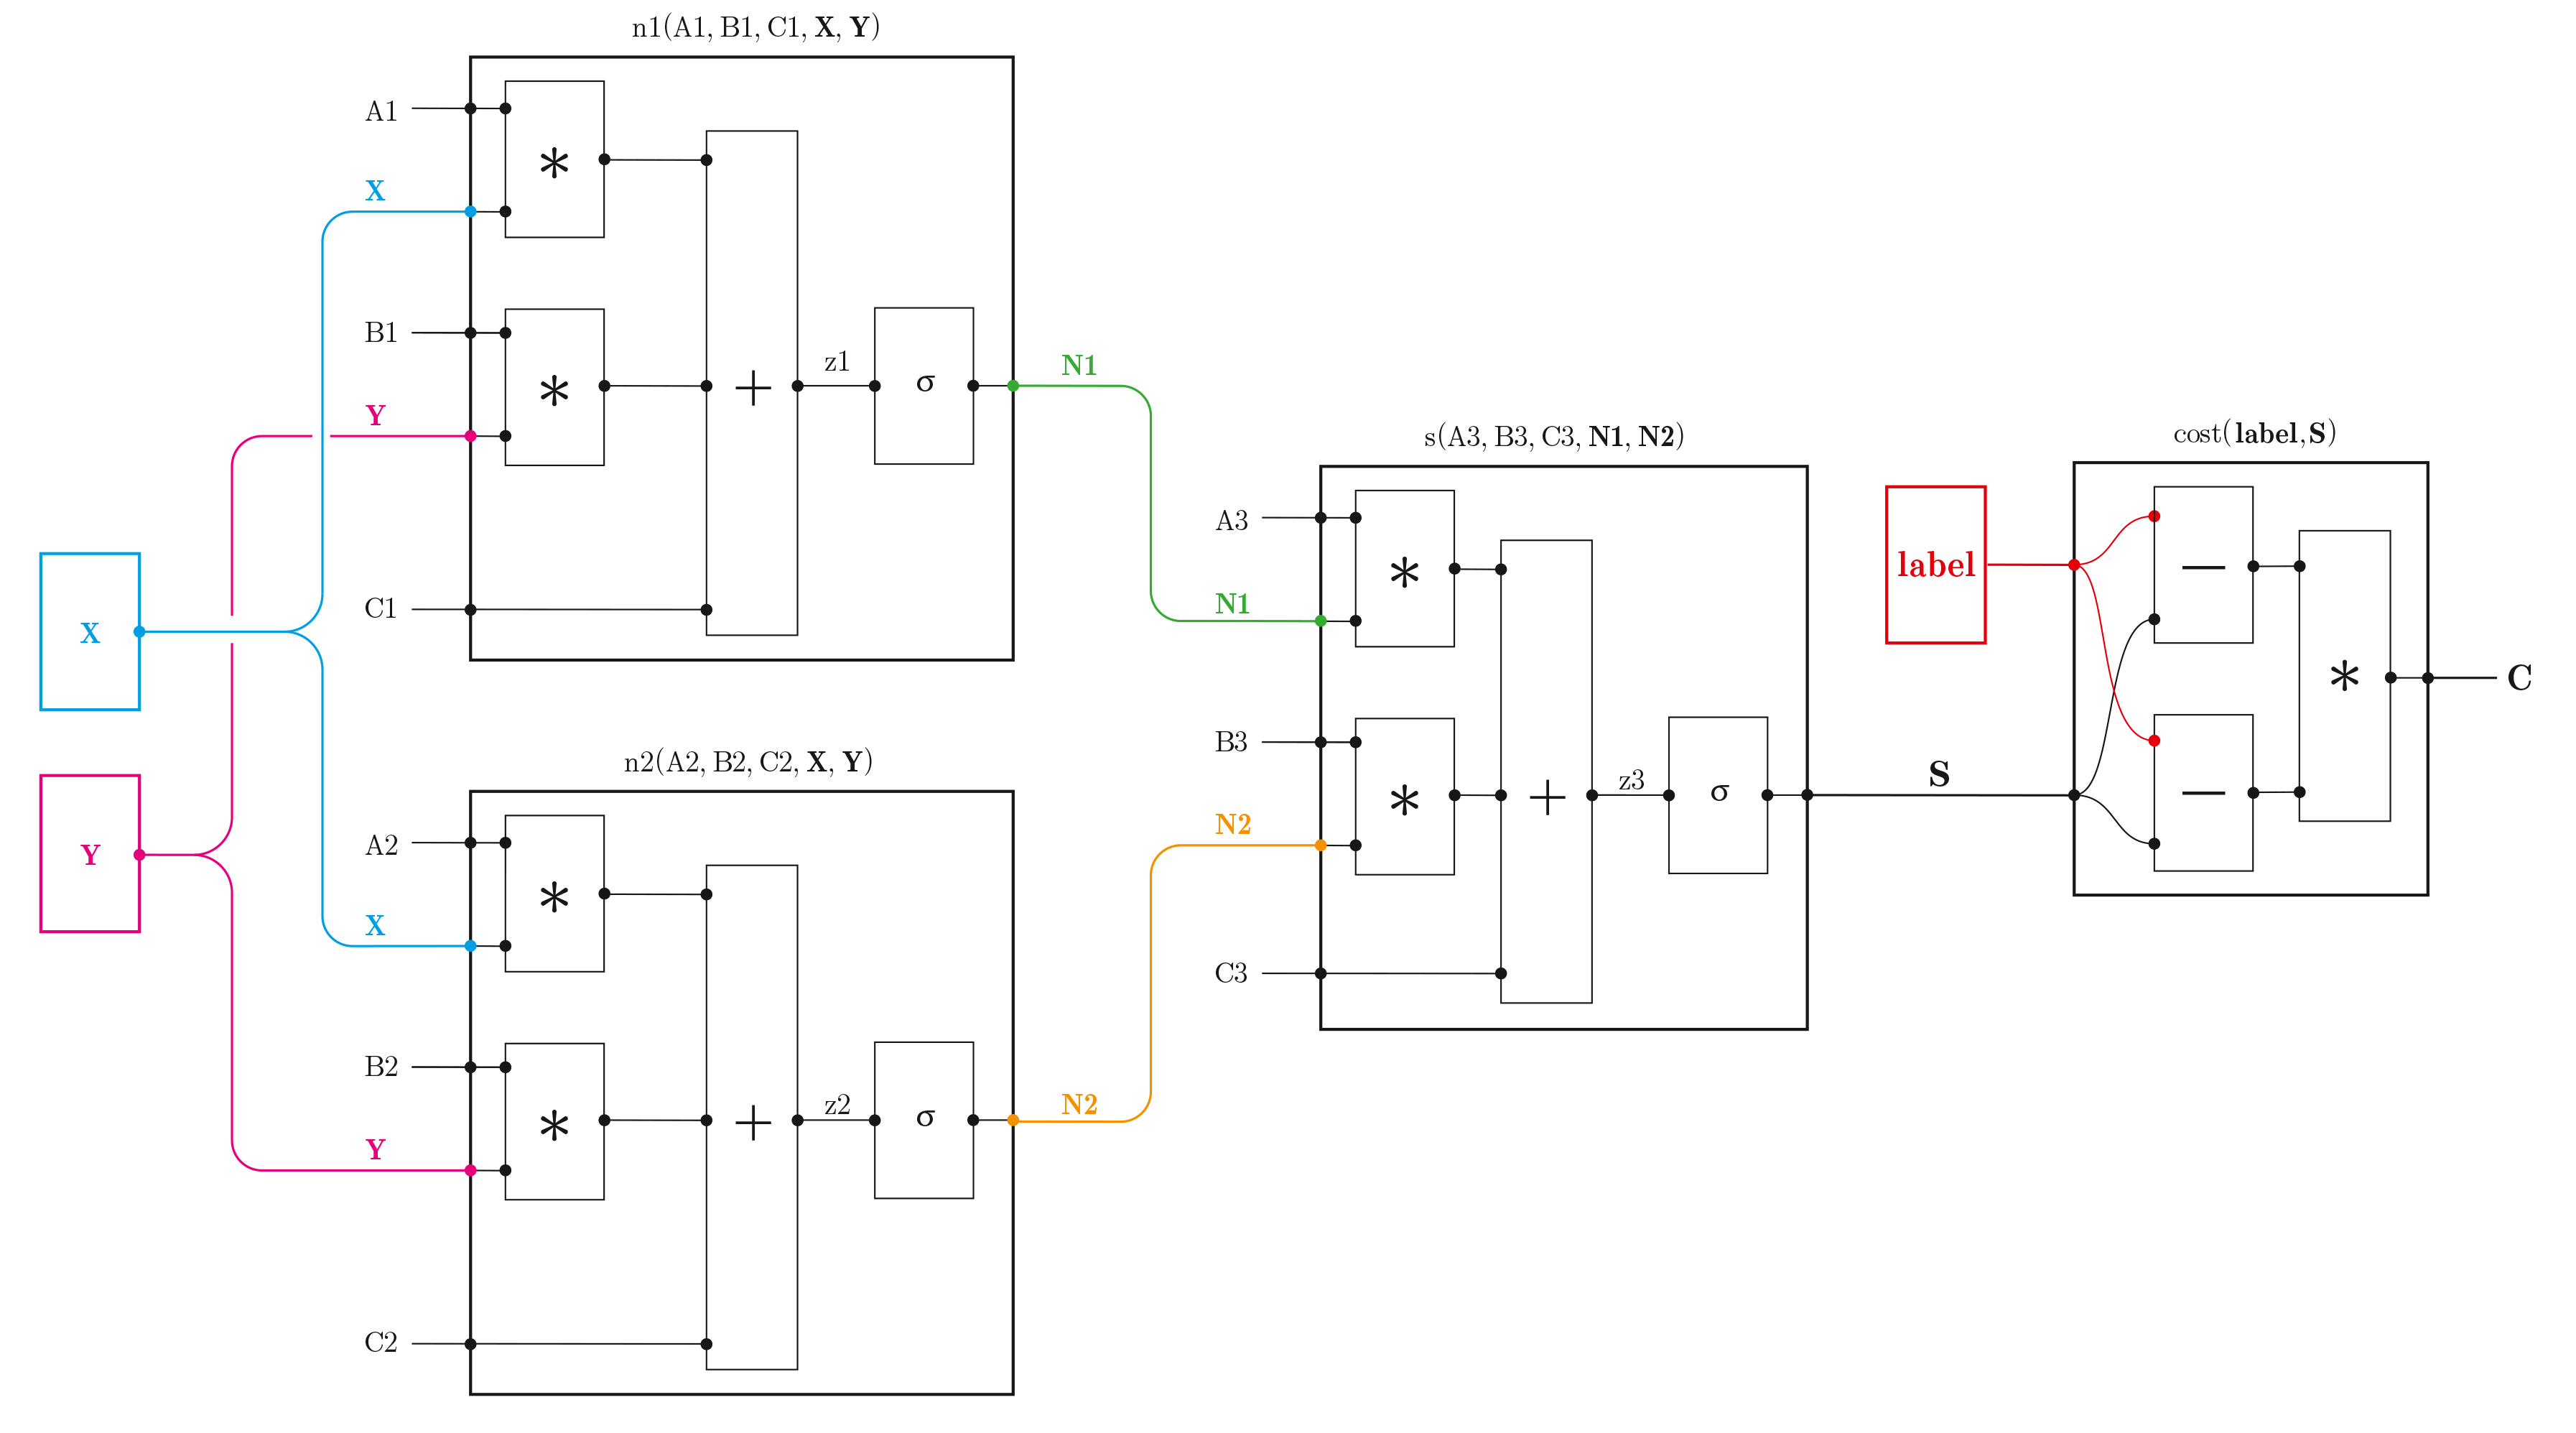 n1(A1, B1, C1, X, Y)
A1
*
X
B1
*
Y
+
z1
σ
N1
C1
X
Y
n2(A2, B2, C2, X, Y)
A2
*
X
B2
*
Y
+
z2
σ
N2
C2
s(A3, B3, C3, N1, N2)
A3
*
N1
B3
*
N2
+
z3
σ
C3
S
label
cost(label,S)
−
−
*
C